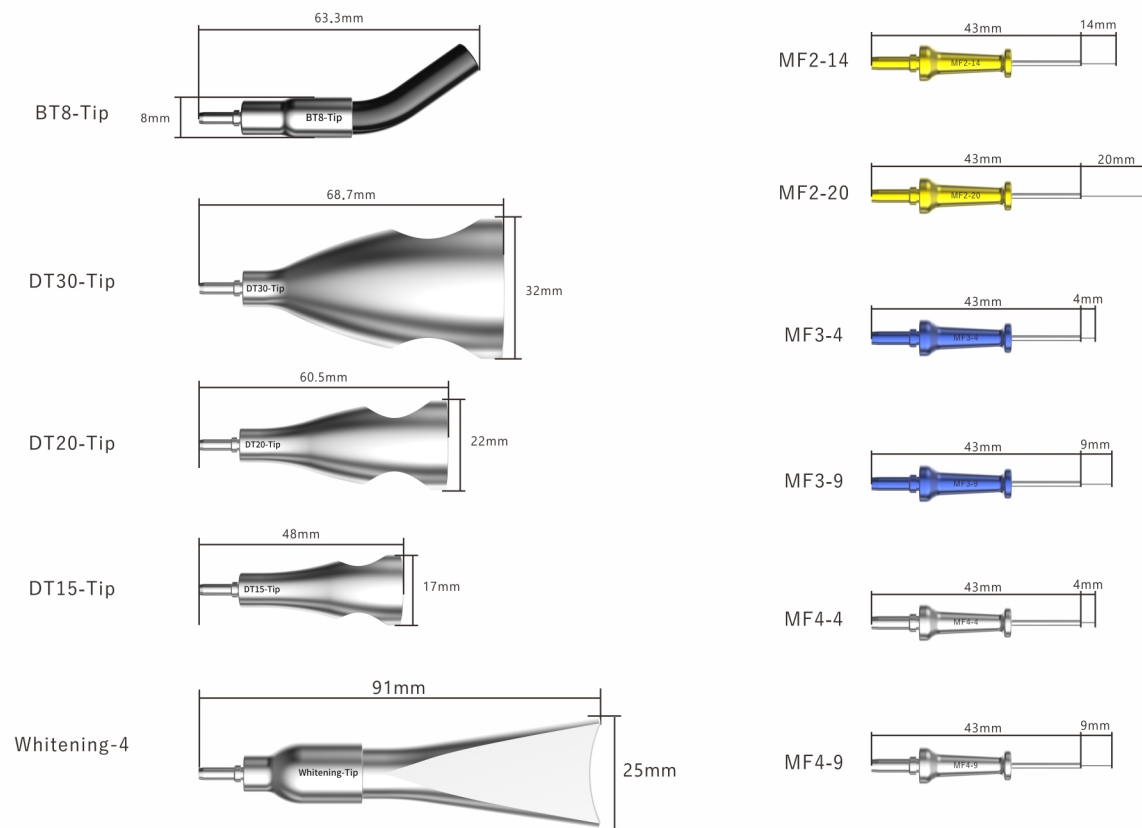 63.3mm
BT8-Tip
8mm
BT8-Tip
68.7mm
DT30-Tip
DT30-Tip
32mm
60.5mm
DT20-Tip
DT20-Tip
22mm
48mm
DT15-Tip
DT15-Tip
17mm
91mm
Whitening-4
Whitening-Tip
25mm
43mm
14mm
MF2-14
MF2-14
43mm
20mm
MF2-20
MF2-20
43mm
4mm
MF3-4
MF3-4
43mm
9mm
MF3-9
MF3-9
43mm
4mm
MF4-4
MF4-4
43mm
9mm
MF4-9
MF4-9